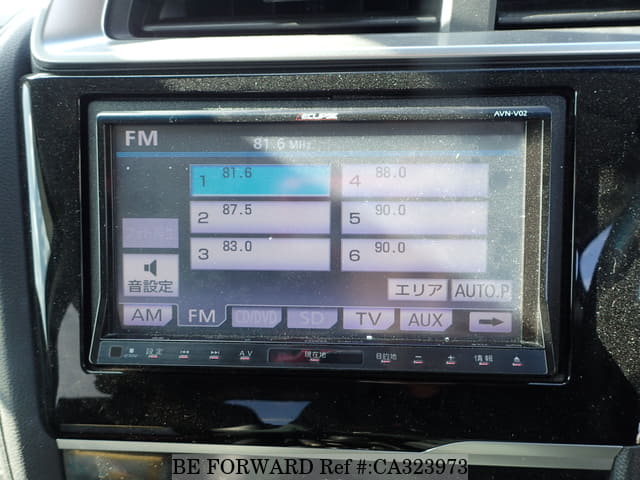 ECLIPSE AVN-V02
FM 81.6 MHz
1 81.6 4 88.0
2 87.5 5 90.0
3 83.0 6 90.0
音設定 エリア AUTO.P
AM FM CD/DVD SD TV AUX
設定 AV 現在地 目的地 − + 情報
BE FORWARD Ref #:CA323973